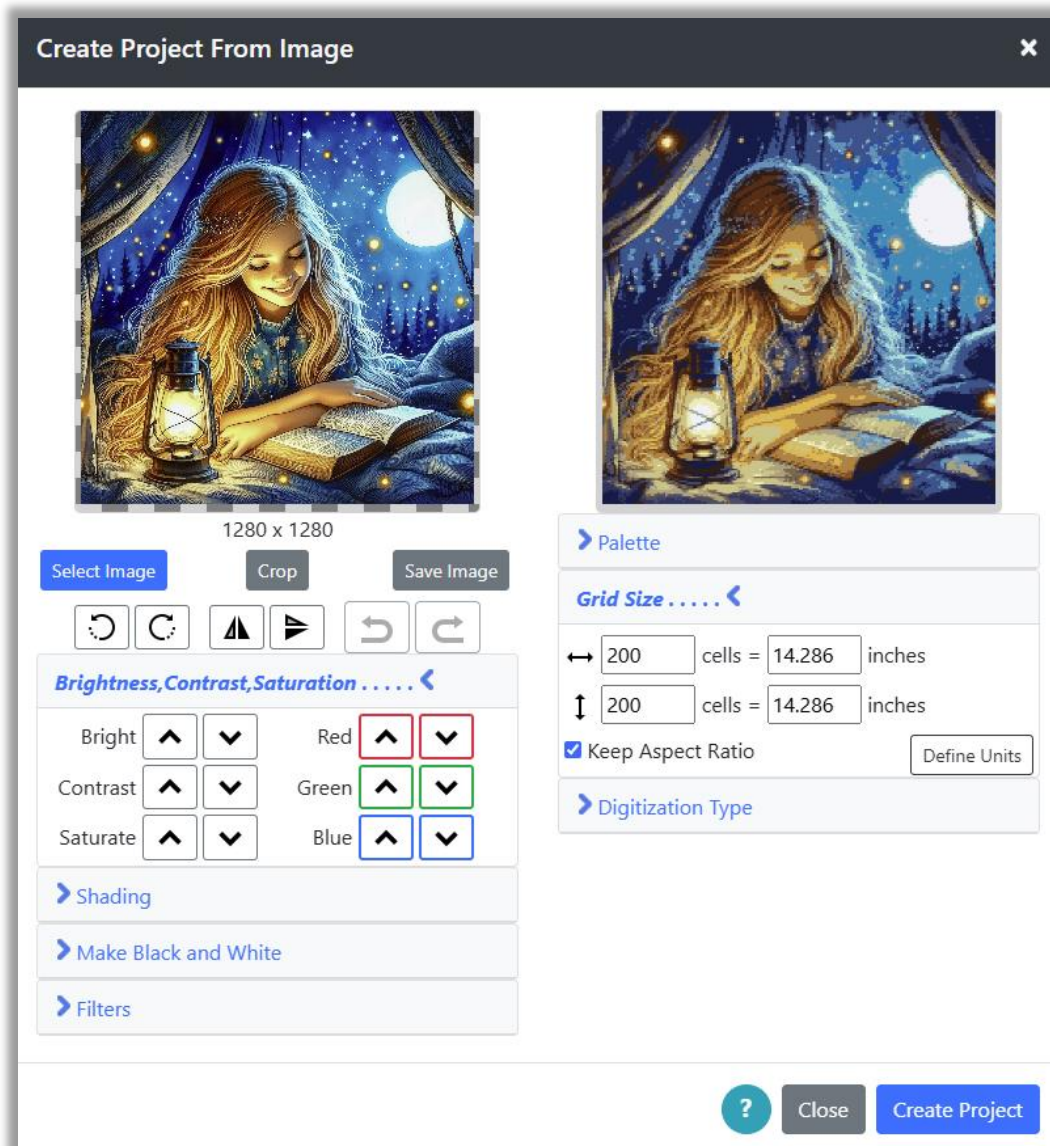 Create Project From Image
1280 x 1280
Select Image
Crop
Save Image
Brightness,Contrast,Saturation . . . . .
Bright
Red
Contrast
Green
Saturate
Blue
Shading
Make Black and White
Filters
Palette
Grid Size . . . . .
200 cells = 14.286 inches
200 cells = 14.286 inches
Keep Aspect Ratio
Define Units
Digitization Type
?
Close
Create Project